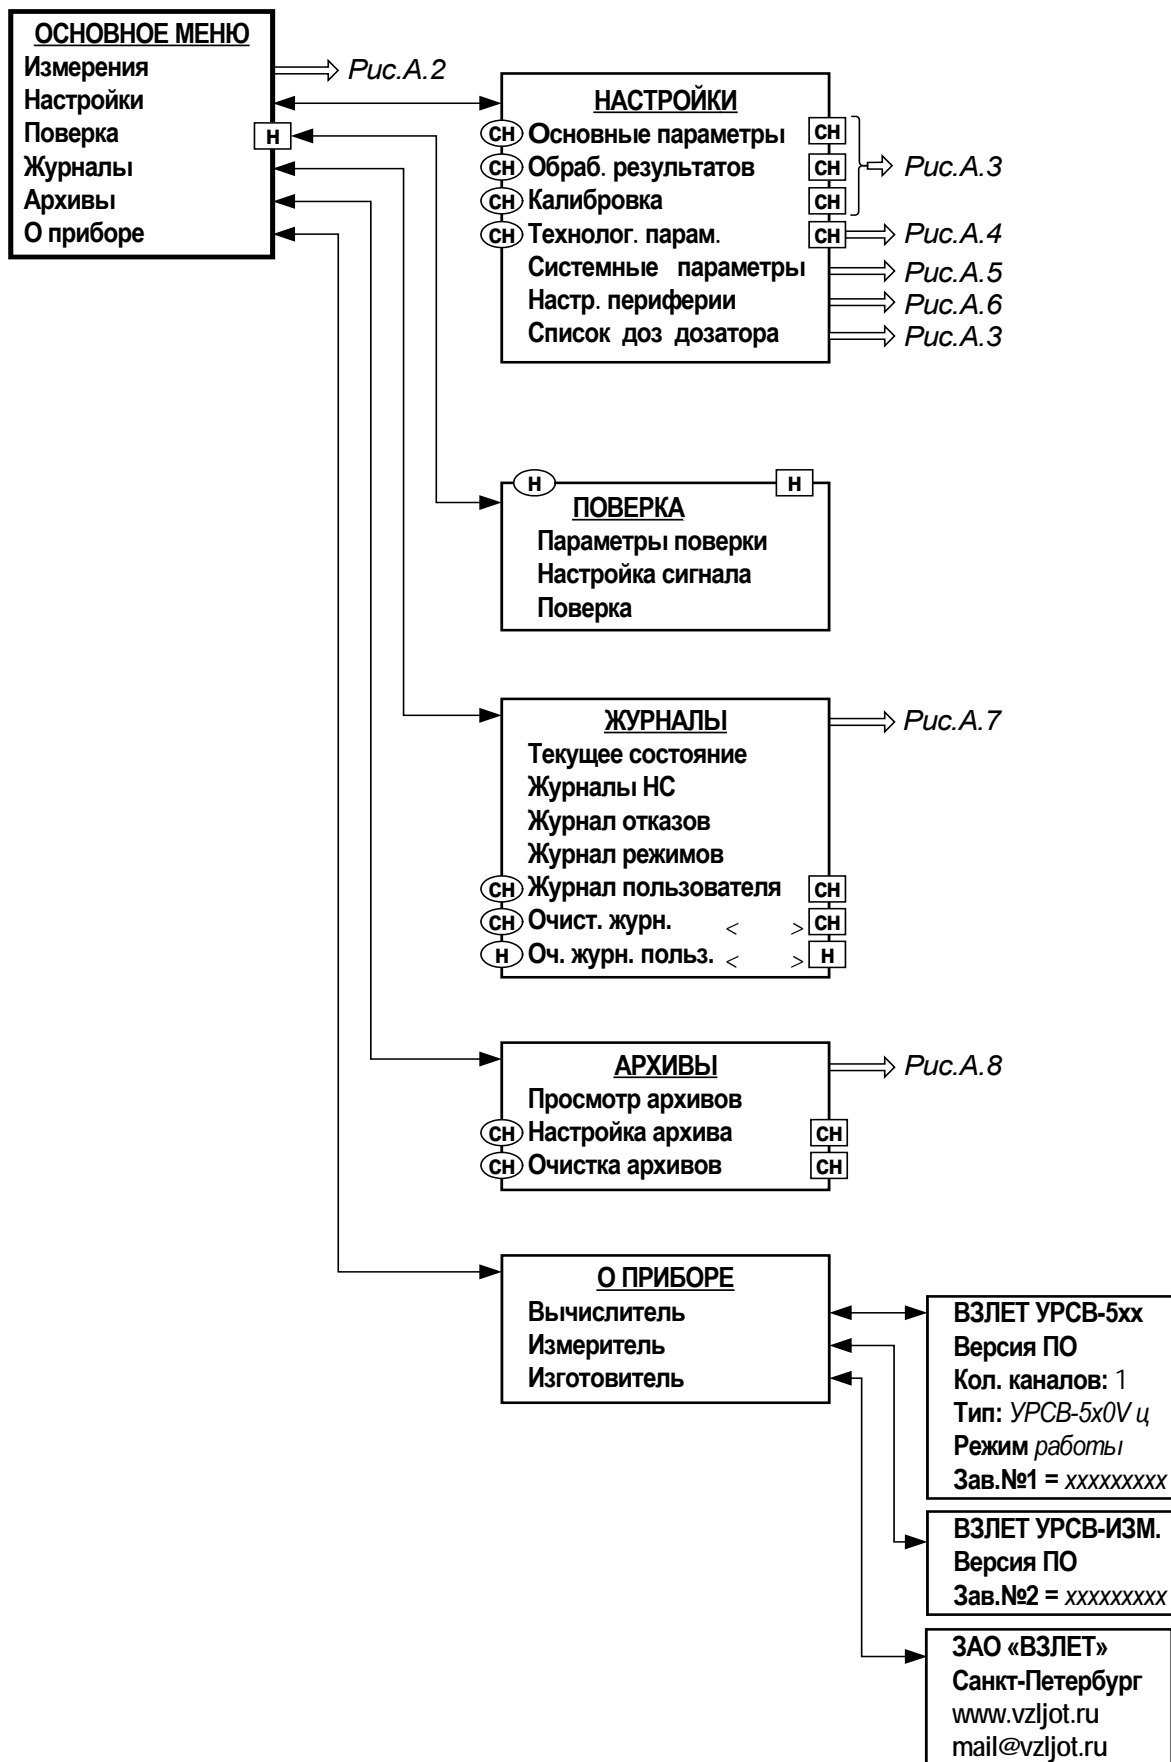 ОСНОВНОЕ МЕНЮ
Измерения
Рис.А.2
Настройки
Поверка
Н
Журналы
Архивы
О приборе
НАСТРОЙКИ
СН Основные параметры СН
СН Обраб. результатов СН Рис.А.3
СН Калибровка СН
СН Технолог. парам. СН Рис.А.4
Системные параметры Рис.А.5
Настр. периферии Рис.А.6
Список доз дозатора Рис.А.3
Н Н
ПОВЕРКА
Параметры поверки
Настройка сигнала
Поверка
ЖУРНАЛЫ Рис.А.7
Текущее состояние
Журналы НС
Журнал отказов
Журнал режимов
СН Журнал пользователя СН
СН Очист. журн. < > СН
Н Оч. журн. польз. < > Н
АРХИВЫ Рис.А.8
Просмотр архивов
СН Настройка архива СН
СН Очистка архивов СН
О ПРИБОРЕ
Вычислитель
Измеритель
Изготовитель
ВЗЛЕТ УРСВ-5хх
Версия ПО
Кол. каналов: 1
Тип: УРСВ-5х0V ц
Режим работы
Зав.№1 = ххххххххх
ВЗЛЕТ УРСВ-ИЗМ.
Версия ПО
Зав.№2 = ххххххххх
ЗАО «ВЗЛЕТ»
Санкт-Петербург
www.vzljot.ru
mail@vzljot.ru